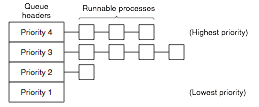 Queue
headers
Runnable processes
Priority 4
(Highest priority)
Priority 3
Priority 2
Priority 1
(Lowest priority)